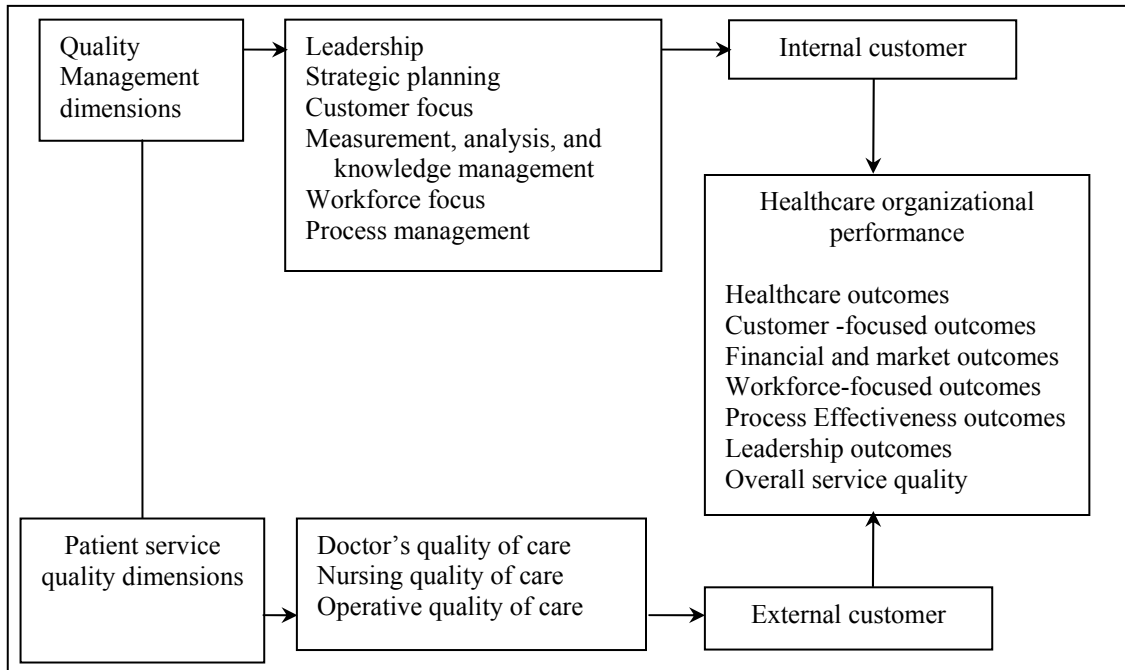 Quality
Management
dimensions
Leadership
Strategic planning
Customer focus
Measurement, analysis, and
knowledge management
Workforce focus
Process management
Internal customer
Healthcare organizational
performance
Healthcare outcomes
Customer -focused outcomes
Financial and market outcomes
Workforce-focused outcomes
Process Effectiveness outcomes
Leadership outcomes
Overall service quality
Patient service
quality dimensions
Doctor’s quality of care
Nursing quality of care
Operative quality of care
External customer